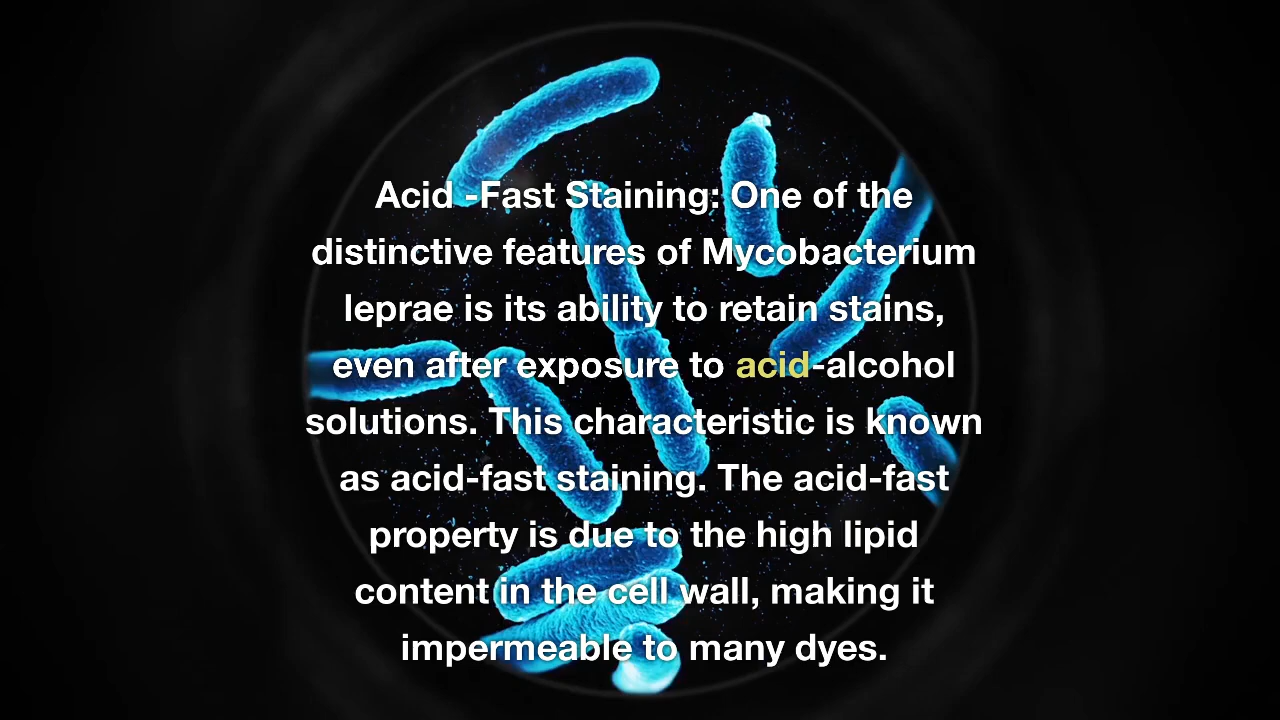 Acid -Fast Staining: One of the
distinctive features of Mycobacterium
leprae is its ability to retain stains,
even after exposure to acid-alcohol
solutions. This characteristic is known
as acid-fast staining. The acid-fast
property is due to the high lipid
content in the cell wall, making it
impermeable to many dyes.